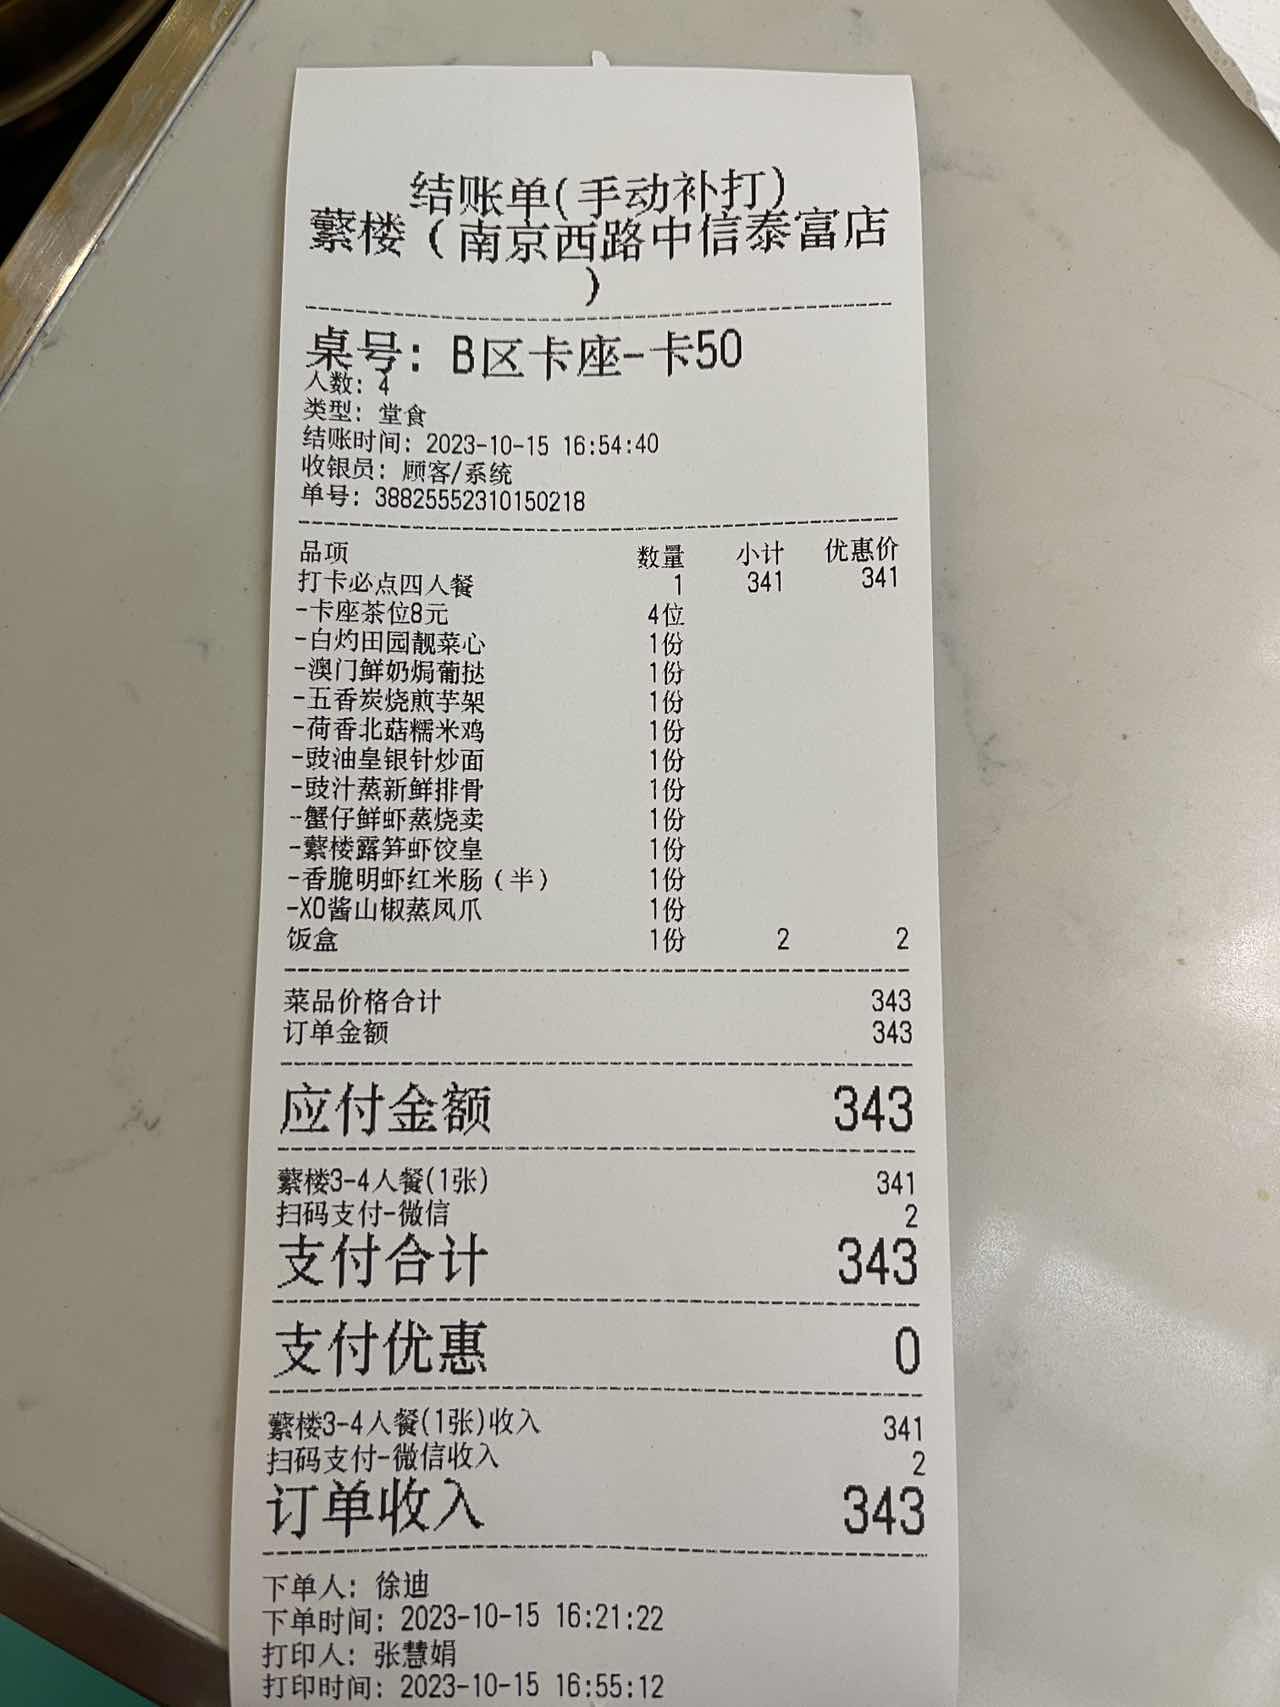 结账单(手动补打)
蘩楼（南京西路中信泰富店
）
桌号: B区卡座-卡50
人数: 4
类型: 堂食
结账时间: 2023-10-15 16:54:40
收银员: 顾客/系统
单号: 38825552310150218
品项 数量 小计 优惠价
打卡必点四人餐 1 341 341
-卡座茶位8元 4位
-白灼田园靓菜心 1份
-澳门鲜奶焗葡挞 1份
-五香炭烧煎芋架 1份
-荷香北菇糯米鸡 1份
-豉油皇银针炒面 1份
-豉汁蒸新鲜排骨 1份
-蟹仔鲜虾蒸烧卖 1份
-蘩楼露笋虾饺皇 1份
-香脆明虾红米肠（半） 1份
-XO酱山椒蒸凤爪 1份
饭盒 1份 2 2
菜品价格合计 343
订单金额 343
应付金额 343
蘩楼3-4人餐(1张) 341
扫码支付-微信 2
支付合计 343
支付优惠 0
蘩楼3-4人餐(1张)收入 341
扫码支付-微信收入 2
订单收入 343
下单人: 徐迪
下单时间: 2023-10-15 16:21:22
打印人: 张慧娟
打印时间: 2023-10-15 16:55:12